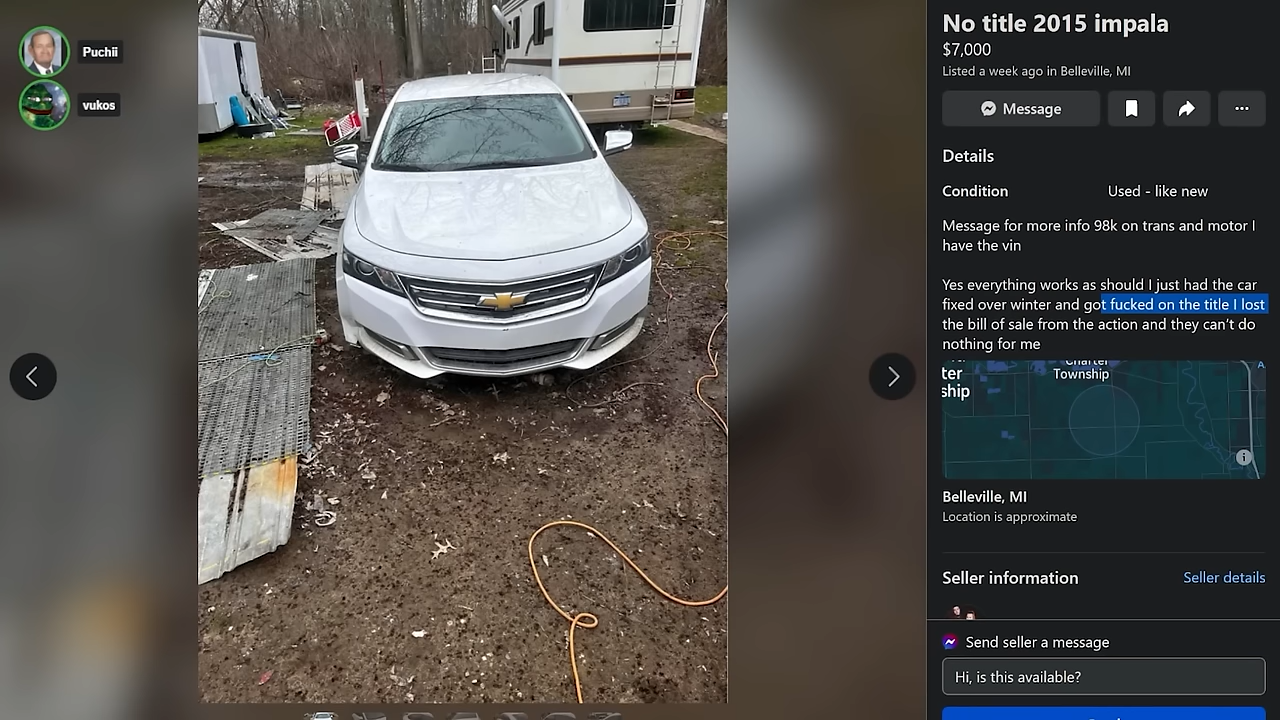 Puchii
vukos
No title 2015 impala
$7,000
Listed a week ago in Belleville, MI
Message
Details
Condition
Used - like new
Message for more info 98k on trans and motor I
have the vin
Yes everything works as should I just had the car
fixed over winter and got fucked on the title I lost
the bill of sale from the action and they can't do
nothing for me
Charter
Township
ter
ship
A
Belleville, MI
Location is approximate
Seller information
Seller details
Send seller a message
Hi, is this available?